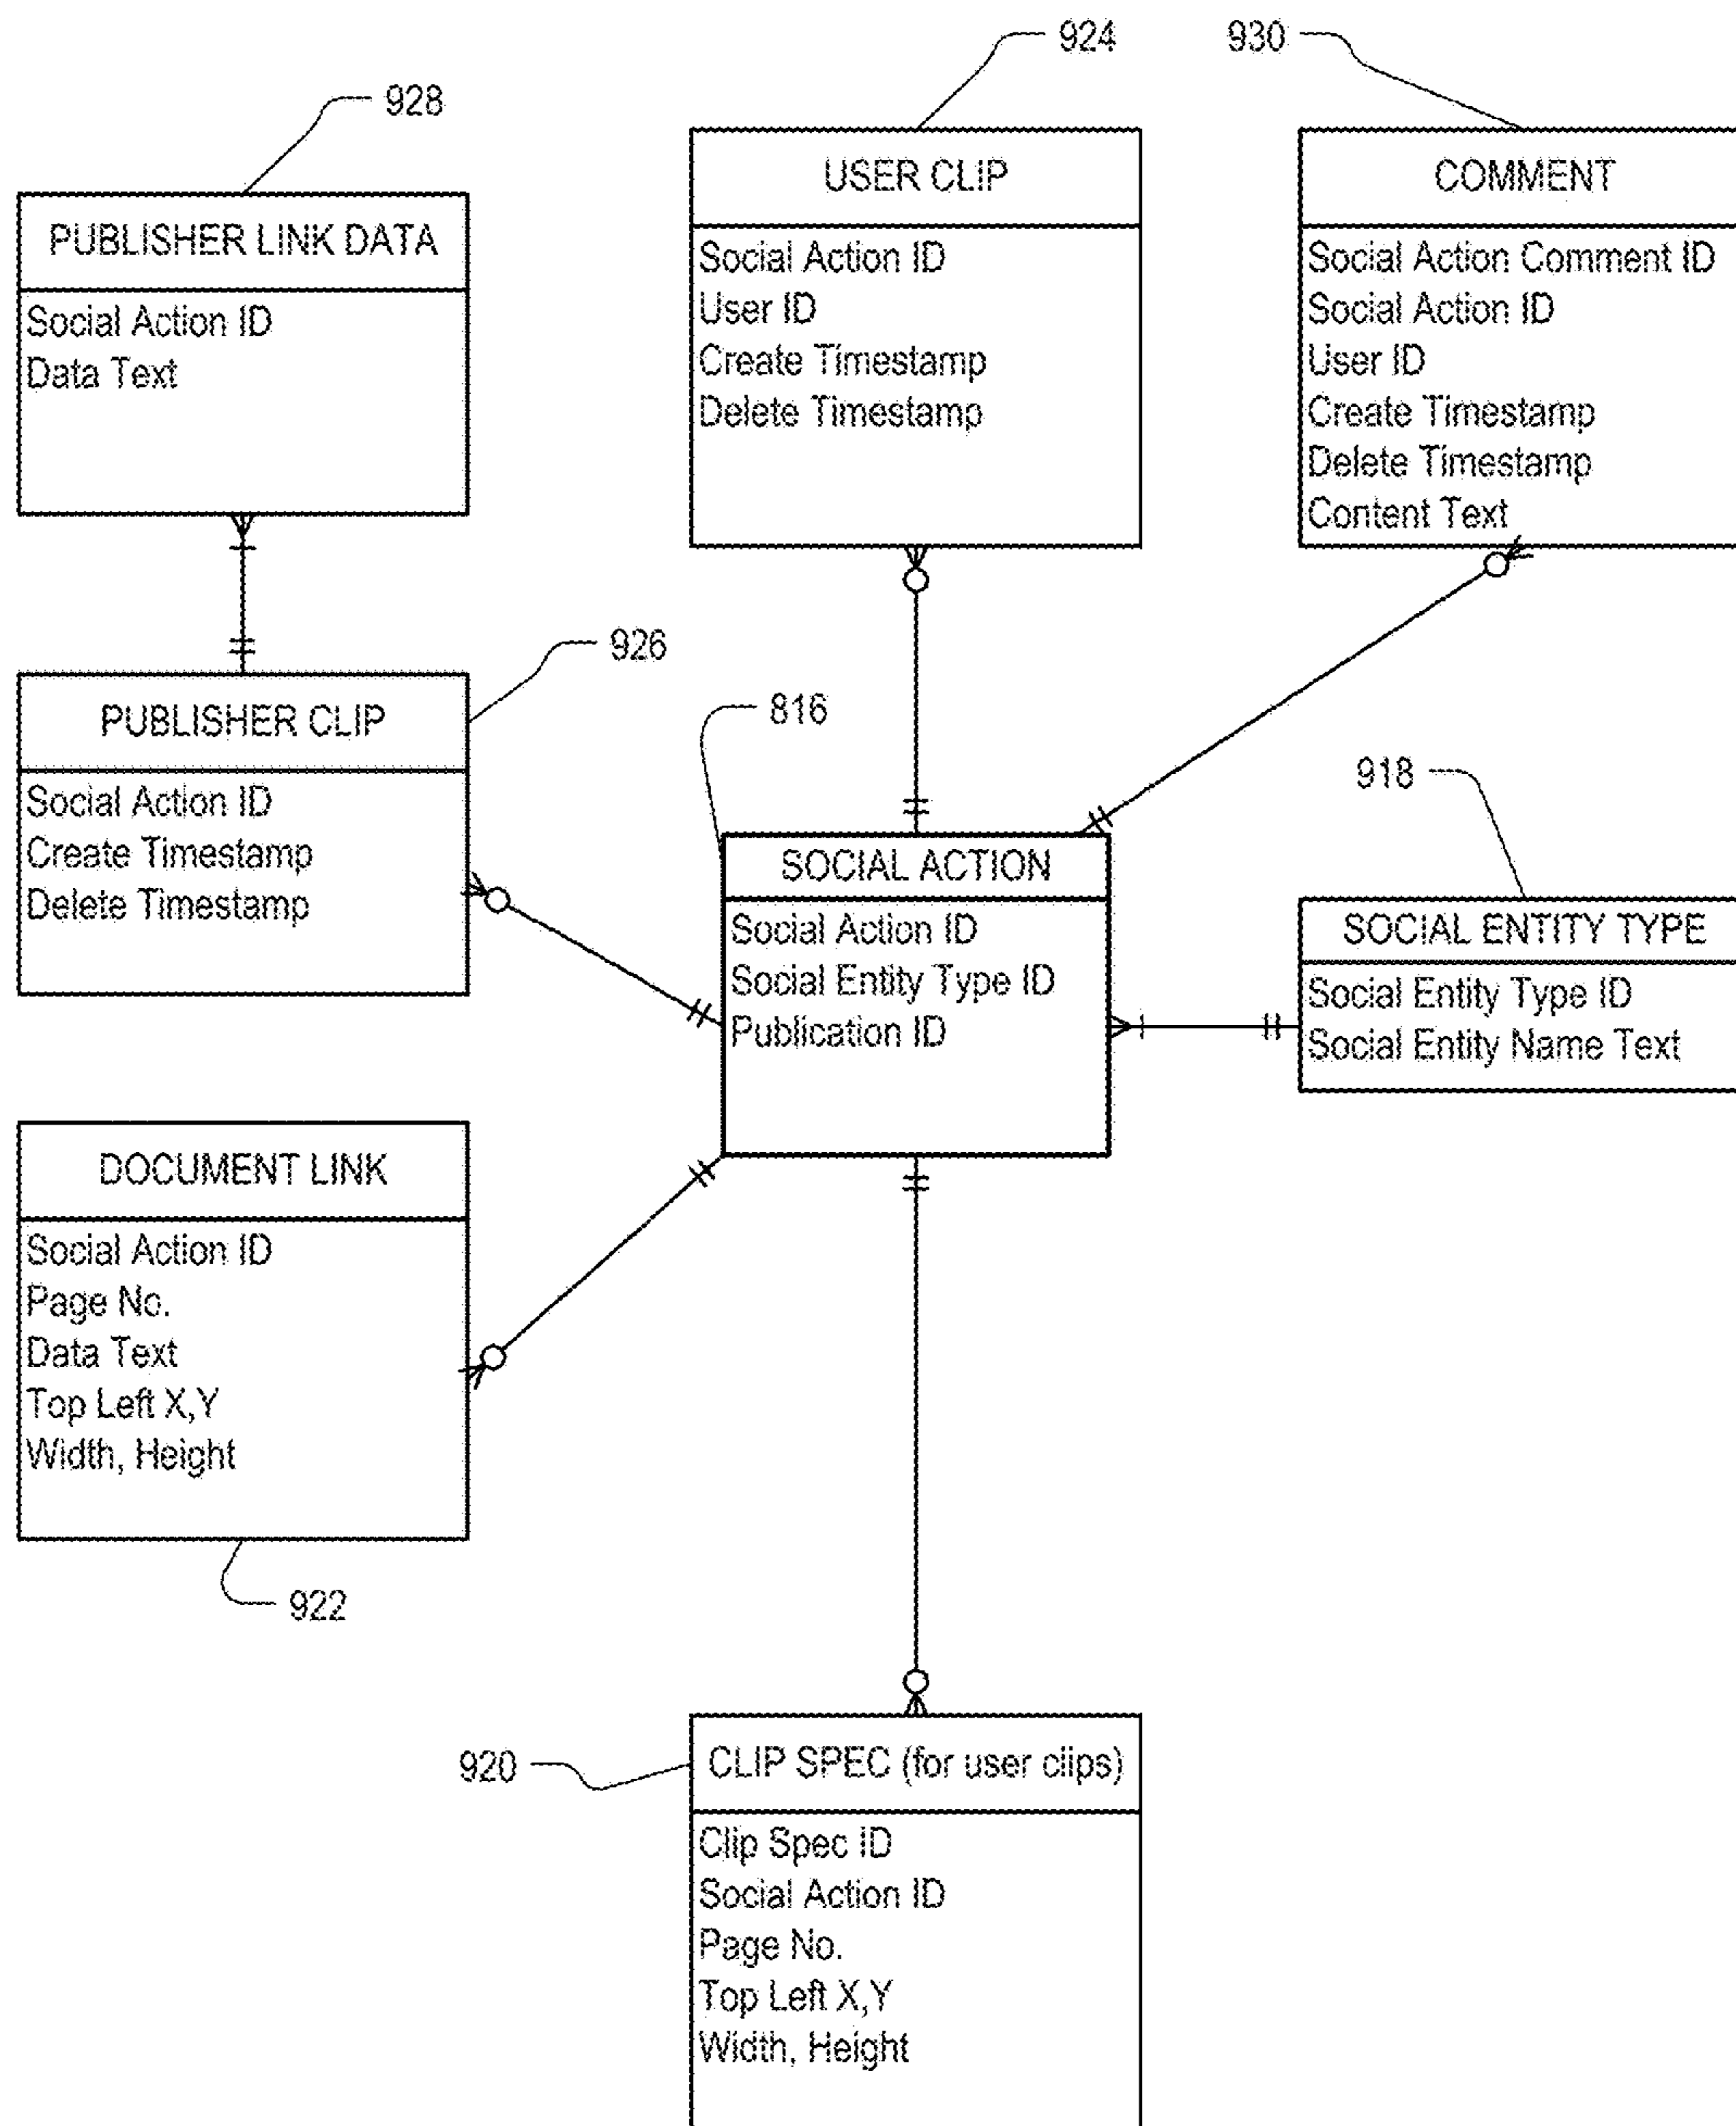 924
930
928
USER CLIP
Social Action ID
User ID
Create Timestamp
Delete Timestamp
COMMENT
Social Action Comment ID
Social Action ID
User ID
Create Timestamp
Delete Timestamp
Content Text
PUBLISHER LINK DATA
Social Action ID
Data Text
926
PUBLISHER CLIP
Social Action ID
Create Timestamp
Delete Timestamp
816
SOCIAL ACTION
Social Action ID
Social Entity Type ID
Publication ID
918
SOCIAL ENTITY TYPE
Social Entity Type ID
Social Entity Name Text
DOCUMENT LINK
Social Action ID
Page No.
Data Text
Top Left X,Y
Width, Height
922
920
CLIP SPEC (for user clips)
Clip Spec ID
Social Action ID
Page No.
Top Left X,Y
Width, Height